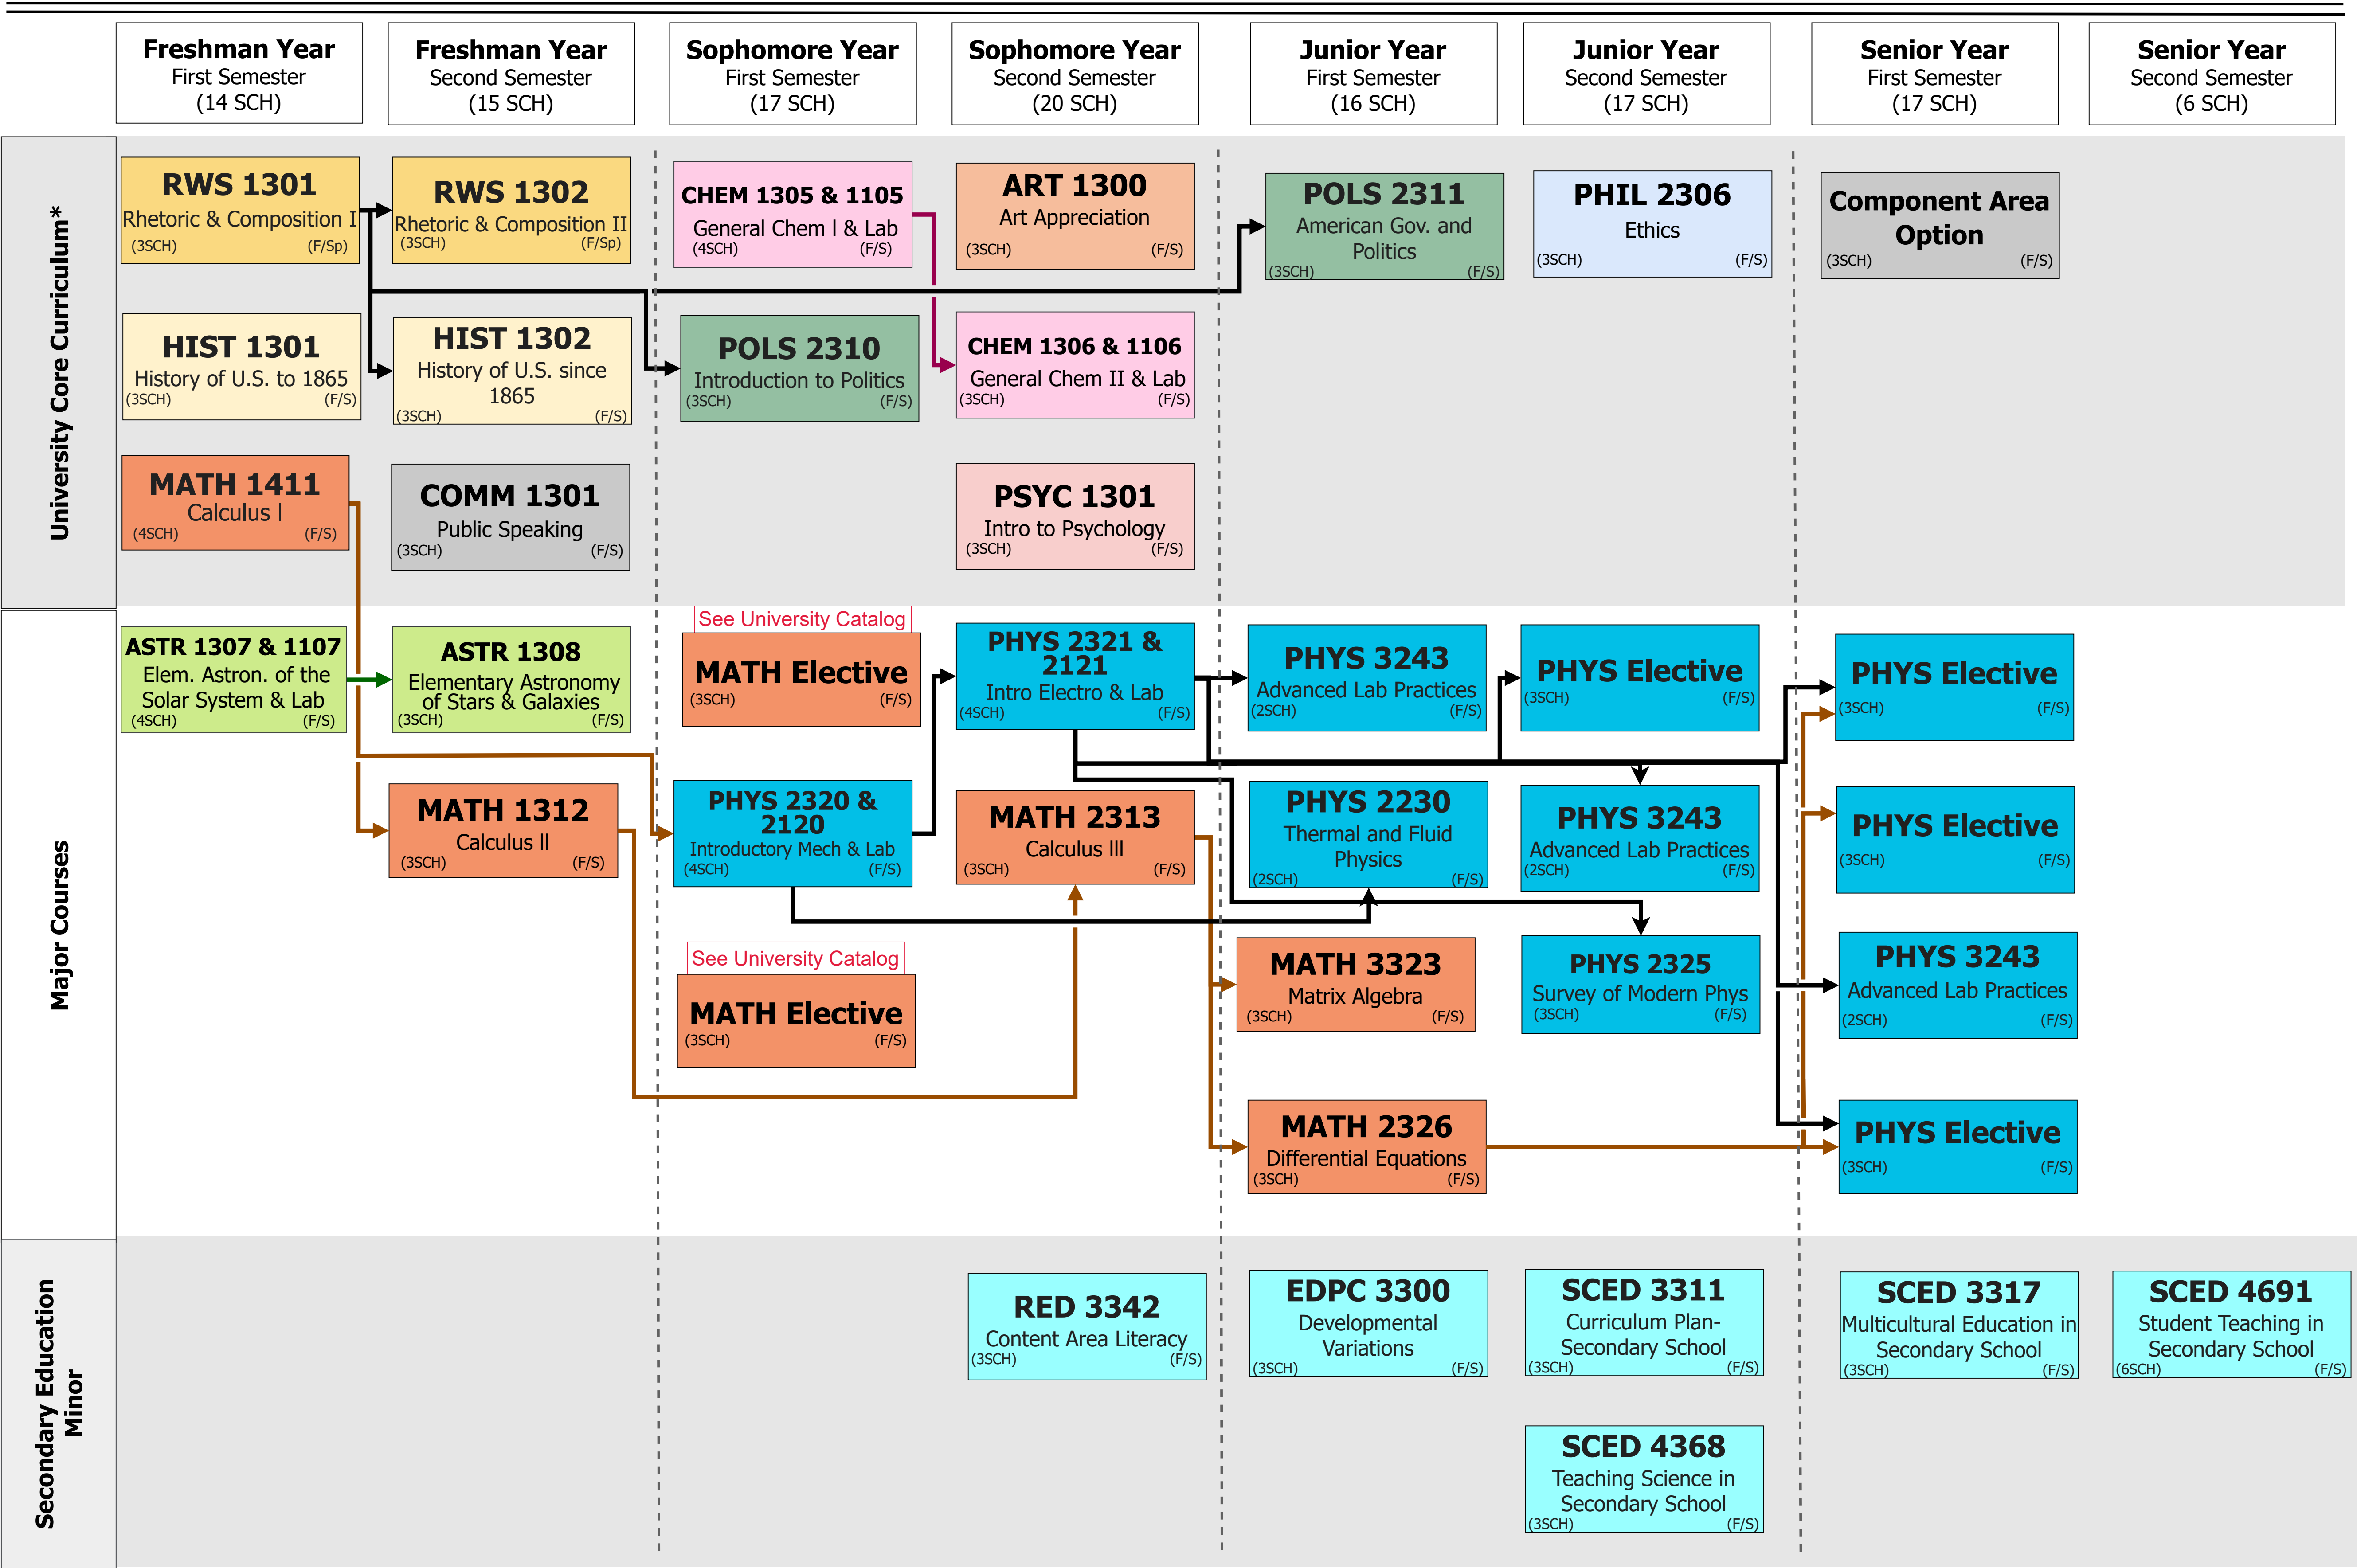 Freshman Year
First Semester
(14 SCH)
Freshman Year
Second Semester
(15 SCH)
Sophomore Year
First Semester
(17 SCH)
Sophomore Year
Second Semester
(20 SCH)
Junior Year
First Semester
(16 SCH)
Junior Year
Second Semester
(17 SCH)
Senior Year
First Semester
(17 SCH)
Senior Year
Second Semester
(6 SCH)
University Core Curriculum*
RWS 1301
Rhetoric & Composition I
(3SCH) (F/Sp)
RWS 1302
Rhetoric & Composition II
(3SCH) (F/Sp)
CHEM 1305 & 1105
General Chem I & Lab
(4SCH) (F/S)
ART 1300
Art Appreciation
(3SCH) (F/S)
POLS 2311
American Gov. and
Politics
(3SCH) (F/S)
PHIL 2306
Ethics
(3SCH) (F/S)
Component Area
Option
(3SCH) (F/S)
HIST 1301
History of U.S. to 1865
(3SCH) (F/S)
HIST 1302
History of U.S. since
1865
(3SCH) (F/S)
POLS 2310
Introduction to Politics
(3SCH) (F/S)
CHEM 1306 & 1106
General Chem II & Lab
(3SCH) (F/S)
MATH 1411
Calculus I
(4SCH) (F/S)
COMM 1301
Public Speaking
(3SCH) (F/S)
PSYC 1301
Intro to Psychology
(3SCH) (F/S)
Major Courses
ASTR 1307 & 1107
Elem. Astron. of the
Solar System & Lab
(4SCH) (F/S)
ASTR 1308
Elementary Astronomy
of Stars & Galaxies
(3SCH) (F/S)
See University Catalog
MATH Elective
(3SCH) (F/S)
PHYS 2321 &
2121
Intro Electro & Lab
(4SCH) (F/S)
PHYS 3243
Advanced Lab Practices
(2SCH) (F/S)
PHYS Elective
(3SCH) (F/S)
PHYS Elective
(3SCH) (F/S)
MATH 1312
Calculus II
(3SCH) (F/S)
PHYS 2320 &
2120
Introductory Mech & Lab
(4SCH) (F/S)
MATH 2313
Calculus III
(3SCH) (F/S)
PHYS 2230
Thermal and Fluid
Physics
(2SCH) (F/S)
PHYS 3243
Advanced Lab Practices
(2SCH) (F/S)
PHYS Elective
(3SCH) (F/S)
See University Catalog
MATH Elective
(3SCH) (F/S)
MATH 3323
Matrix Algebra
(3SCH) (F/S)
PHYS 2325
Survey of Modern Phys
(3SCH) (F/S)
PHYS 3243
Advanced Lab Practices
(2SCH) (F/S)
MATH 2326
Differential Equations
(3SCH) (F/S)
PHYS Elective
(3SCH) (F/S)
Secondary Education
Minor
RED 3342
Content Area Literacy
(3SCH) (F/S)
EDPC 3300
Developmental
Variations
(3SCH) (F/S)
SCED 3311
Curriculum Plan-
Secondary School
(3SCH) (F/S)
SCED 3317
Multicultural Education in
Secondary School
(3SCH) (F/S)
SCED 4691
Student Teaching in
Secondary School
(6SCH) (F/S)
SCED 4368
Teaching Science in
Secondary School
(3SCH) (F/S)